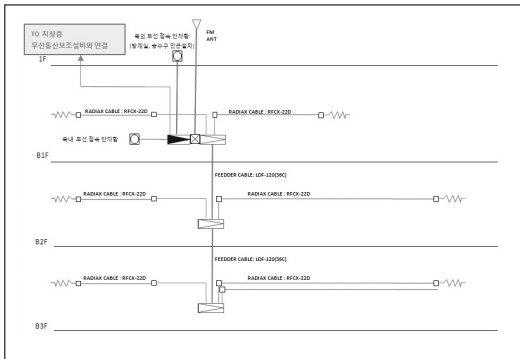 TO 지상층
무선통신보조설비와 연결
옥외 무선 접속 단자함
(방재실, 송수구 인근설치)
FM
ANT
1F
RADIAX CABLE : RFCX-22D
RADIAX CABLE : RFCX-22D
옥내 무선 접속 단자함
B1F
FEEDDER CABLE: LDF-120(36C)
RADIAX CABLE : RFCX-22D
RADIAX CABLE : RFCX-22D
B2F
FEEDDER CABLE: LDF-120(36C)
RADIAX CABLE : RFCX-22D
RADIAX CABLE : RFCX-22D
B3F